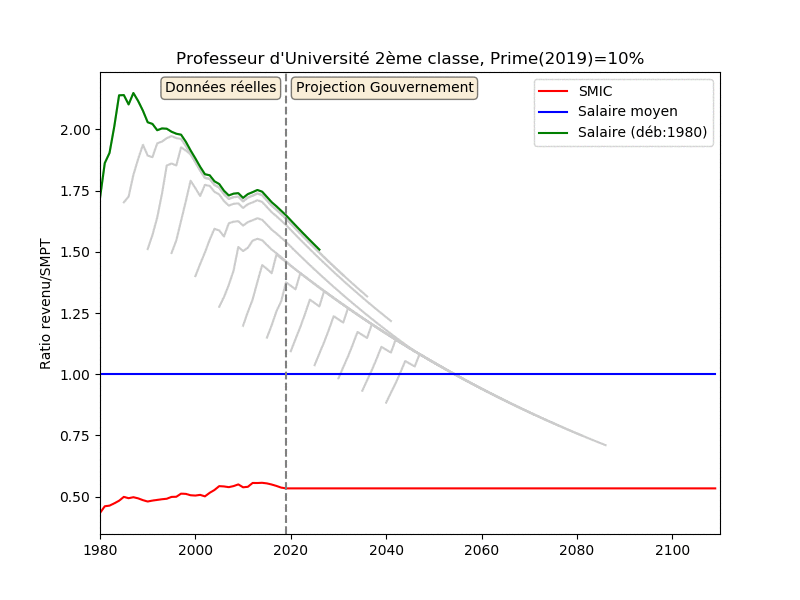 Professeur d'Université 2ème classe, Prime(2019)=10%
Données réelles
Projection Gouvernement
SMIC
Salaire moyen
Salaire (déb:1980)
Ratio revenu/SMPT
2.00
1.75
1.50
1.25
1.00
0.75
0.50
1980
2000
2020
2040
2060
2080
2100